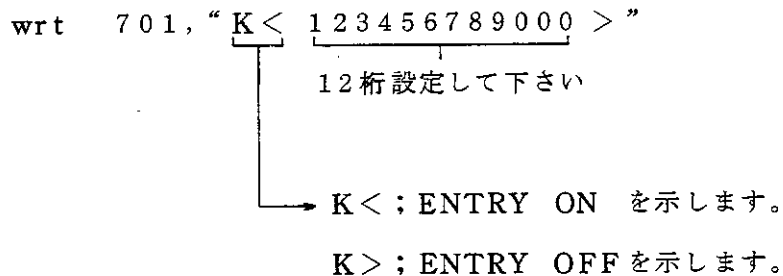 wrt 701,“K< 123456789000 >”
12桁設定して下さい
K<;ENTRY ON を示します。
K>;ENTRY OFFを示します。